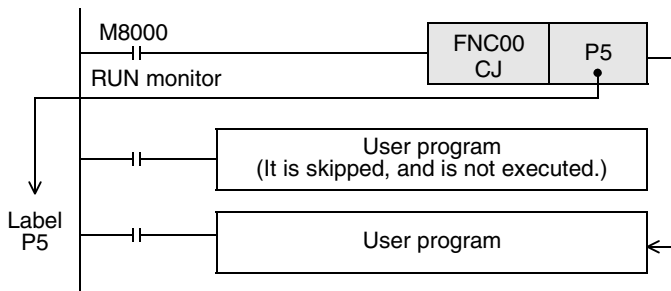 M8000
FNC00
CJ
P5
RUN monitor
User program
(It is skipped, and is not executed.)
Label
P5
User program